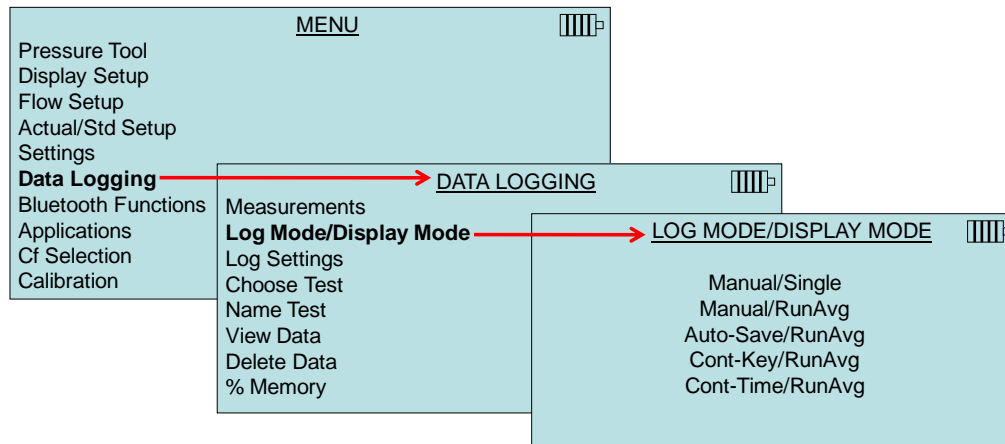 MENU
Pressure Tool
Display Setup
Flow Setup
Actual/Std Setup
Settings
Data Logging
Bluetooth Functions
Applications
Cf Selection
Calibration
DATA LOGGING
Measurements
Log Mode/Display Mode
Log Settings
Choose Test
Name Test
View Data
Delete Data
% Memory
LOG MODE/DISPLAY MODE
Manual/Single
Manual/RunAvg
Auto-Save/RunAvg
Cont-Key/RunAvg
Cont-Time/RunAvg